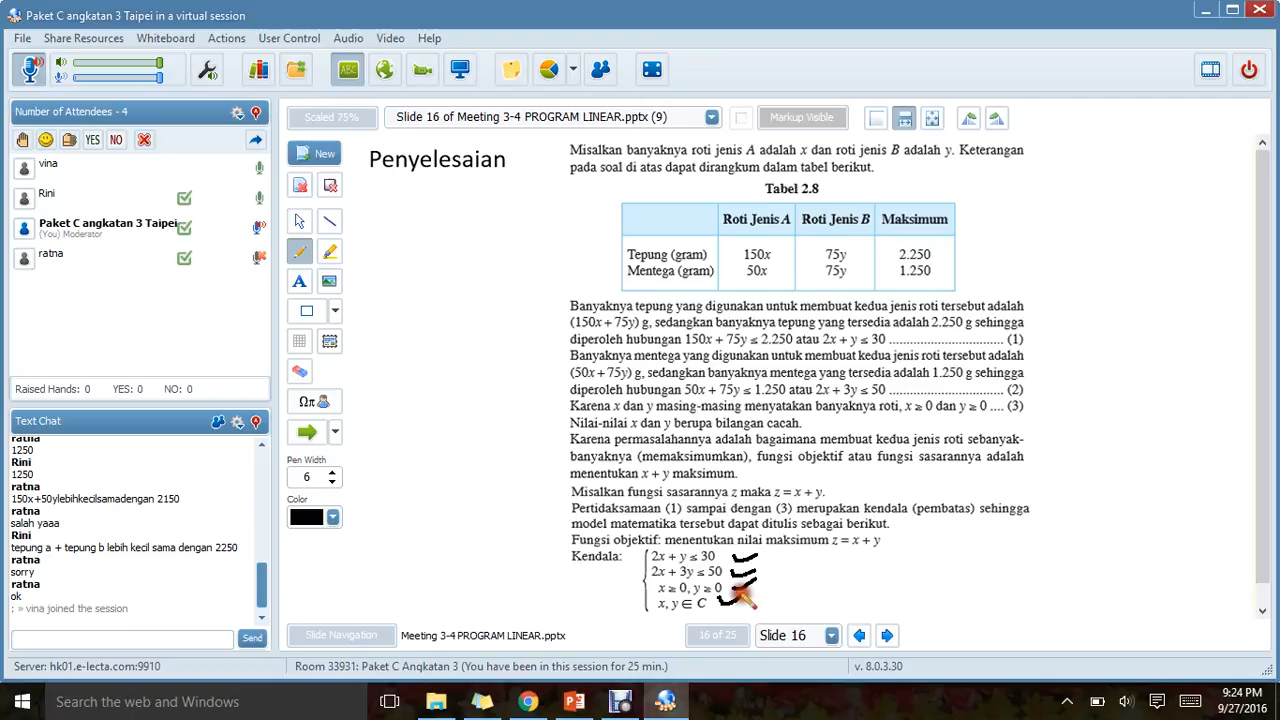 Paket C angkatan 3 Taipei in a virtual session
File Share Resources Whiteboard Actions User Control Audio Video Help
ABC
Number of Attendees - 4
YES NO
vina
Rini
Paket C angkatan 3 Taipei
(You) Moderator
ratna
Raised Hands: 0 YES: 0 NO: 0
Text Chat
ratna
1250
Rini
1250
ratna
150x+50ylebihkecilsamadengan 2150
ratna
salah yaaa
Rini
tepung a + tepung b lebih kecil sama dengan 2250
ratna
sorry
ratna
ok
: » vina joined the session
Send
Scaled 75%
Slide 16 of Meeting 3-4 PROGRAM LINEAR.pptx (9)
Markup Visible
New
A
Ωπ
Pen Width
6
Color
Penyelesaian
Misalkan banyaknya roti jenis A adalah x dan roti jenis B adalah y. Keterangan
pada soal di atas dapat dirangkum dalam tabel berikut.
Tabel 2.8
Roti Jenis A Roti Jenis B Maksimum
Tepung (gram) 150x 75y 2.250
Mentega (gram) 50x 75y 1.250
Banyaknya tepung yang digunakan untuk membuat kedua jenis roti tersebut adalah
(150x + 75y) g, sedangkan banyaknya tepung yang tersedia adalah 2.250 g sehingga
diperoleh hubungan 150x + 75y ≤ 2.250 atau 2x + y ≤ 30 ................................. (1)
Banyaknya mentega yang digunakan untuk membuat kedua jenis roti tersebut adalah
(50x + 75y) g, sedangkan banyaknya mentega yang tersedia adalah 1.250 g sehingga
diperoleh hubungan 50x + 75y ≤ 1.250 atau 2x + 3y ≤ 50 ................................. (2)
Karena x dan y masing-masing menyatakan banyaknya roti, x ≥ 0 dan y ≥ 0 .... (3)
Nilai-nilai x dan y berupa bilangan cacah.
Karena permasalahannya adalah bagaimana membuat kedua jenis roti sebanyak-
banyaknya (memaksimumkan), fungsi objektif atau fungsi sasarannya adalah
menentukan x + y maksimum.
Misalkan fungsi sasarannya z maka z = x + y.
Pertidaksamaan (1) sampai dengan (3) merupakan kendala (pembatas) sehingga
model matematika tersebut dapat ditulis sebagai berikut.
Fungsi objektif: menentukan nilai maksimum z = x + y
Kendala: 2x + y ≤ 30
2x + 3y ≤ 50
x ≥ 0, y ≥ 0
x, y ∈ C
Slide Navigation Meeting 3-4 PROGRAM LINEAR.pptx 16 of 25 Slide 16
Server: hk01.e-lecta.com:9910 Room 33931: Paket C Angkatan 3 (You have been in this session for 25 min.) v. 8.0.3.30
Search the web and Windows
9:24 PM
9/27/2016